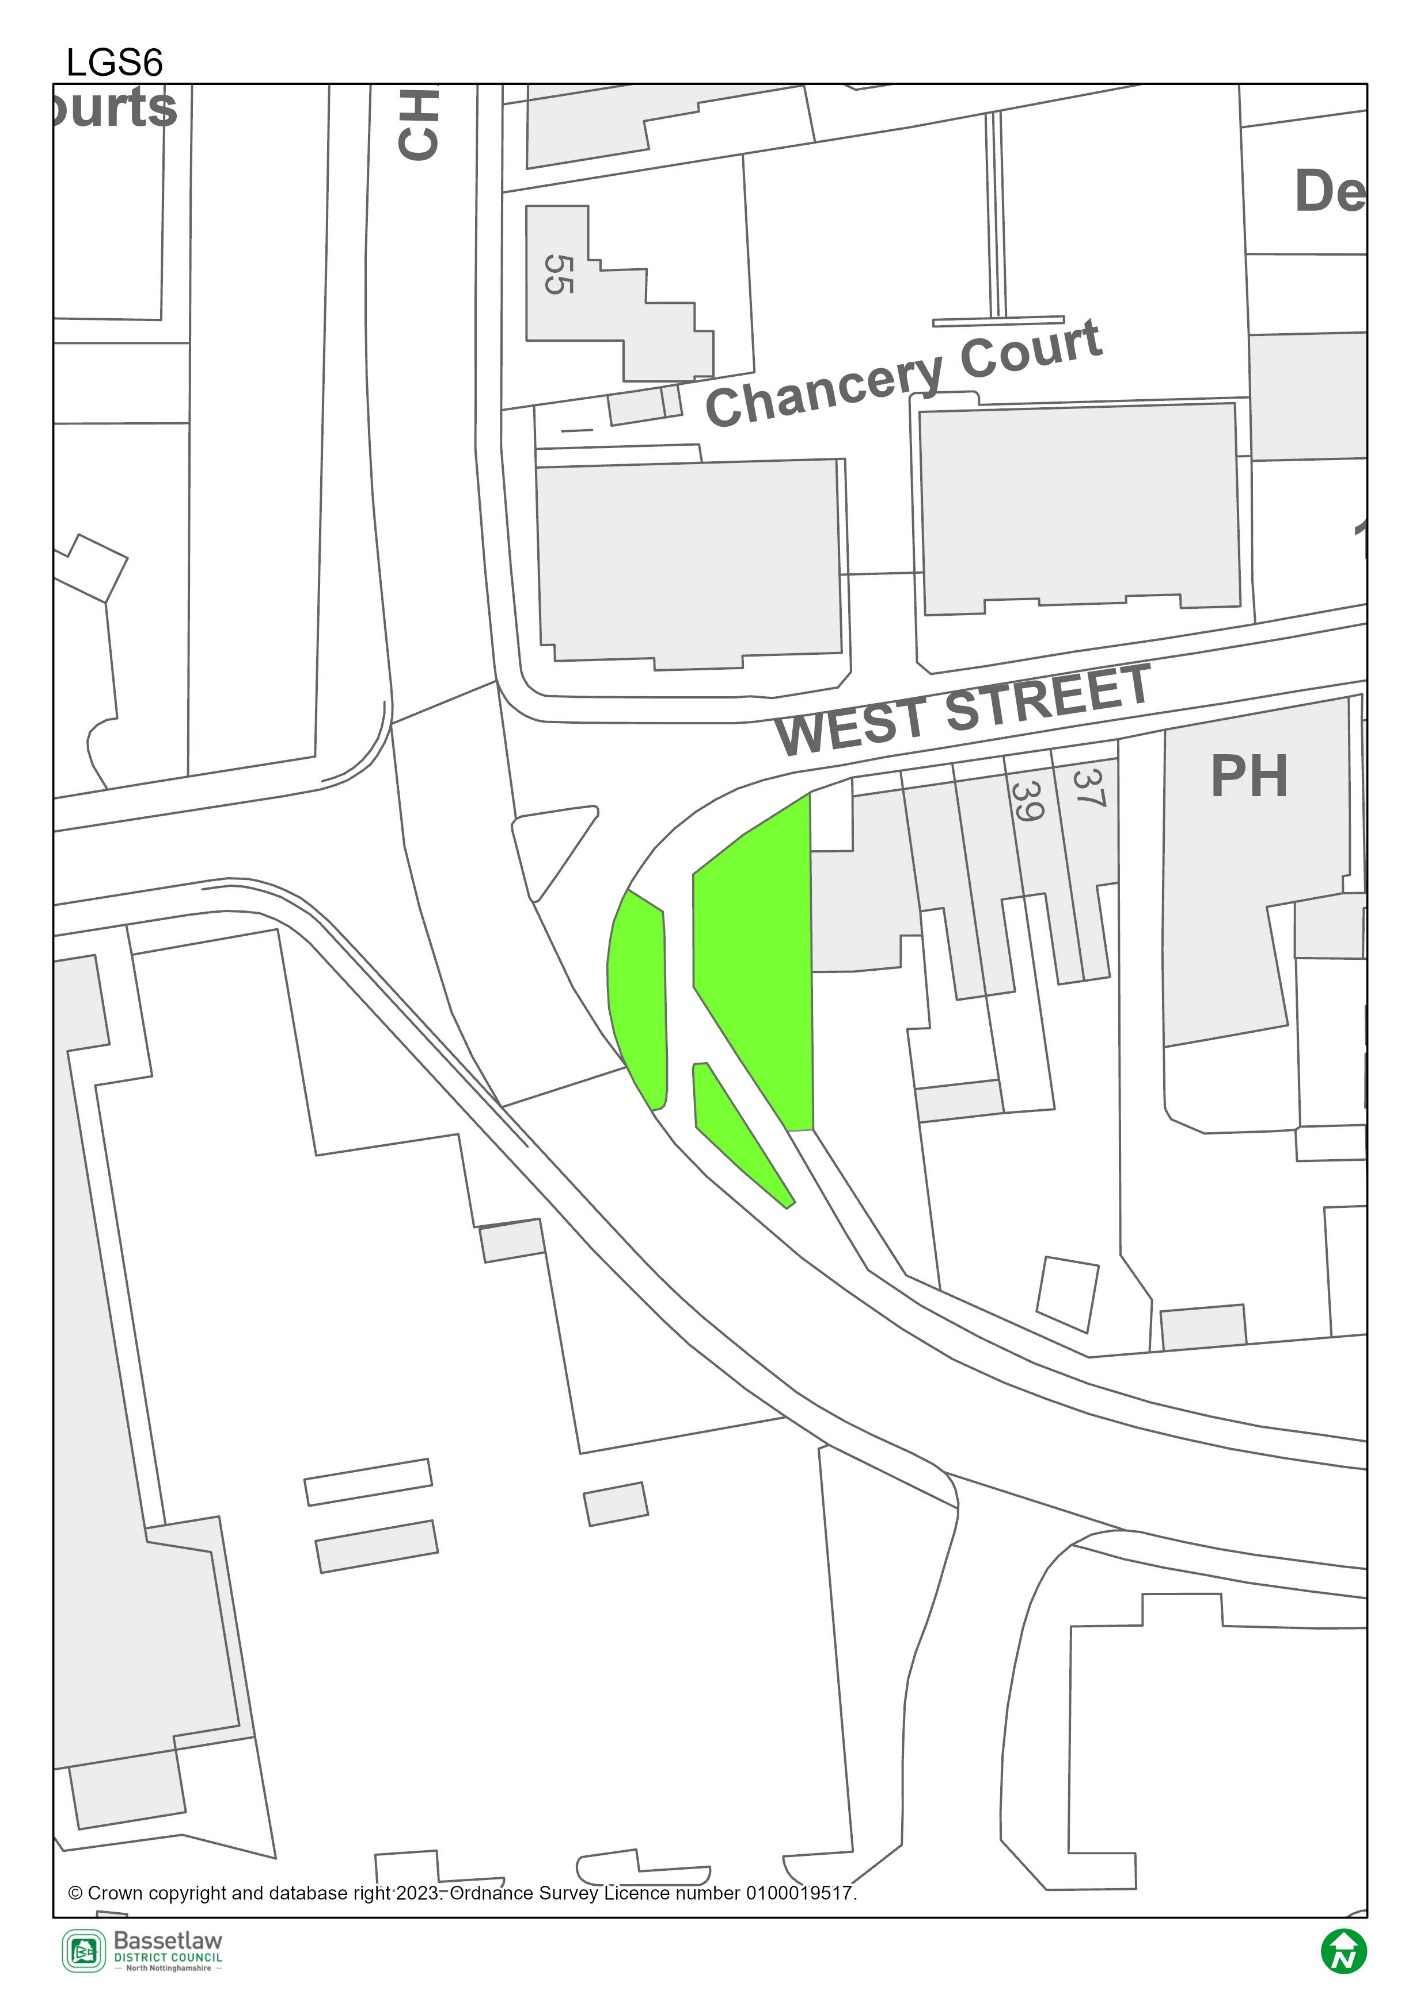 LGS6
ourts
CH
De
55
Chancery Court
WEST STREET
PH
37
39
© Crown copyright and database right 2023. Ordnance Survey Licence number 0100019517.
Bassetlaw
DISTRICT COUNCIL
North Nottinghamshire
N